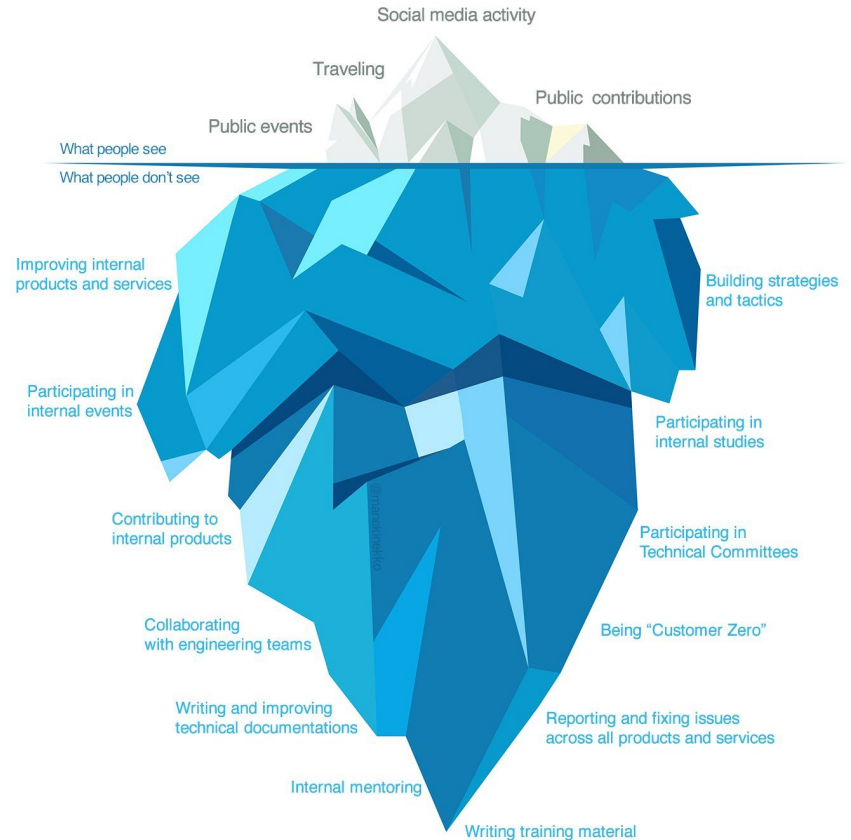 Social media activity
Traveling
Public contributions
Public events
What people see
What people don't see
Improving internal
products and services
Building strategies
and tactics
Participating in
internal events
Participating in
internal studies
Contributing to
internal products
Participating in
Technical Committees
Collaborating
with engineering teams
Being “Customer Zero”
Writing and improving
technical documentations
Reporting and fixing issues
across all products and services
Internal mentoring
Writing training material
@manekinekko